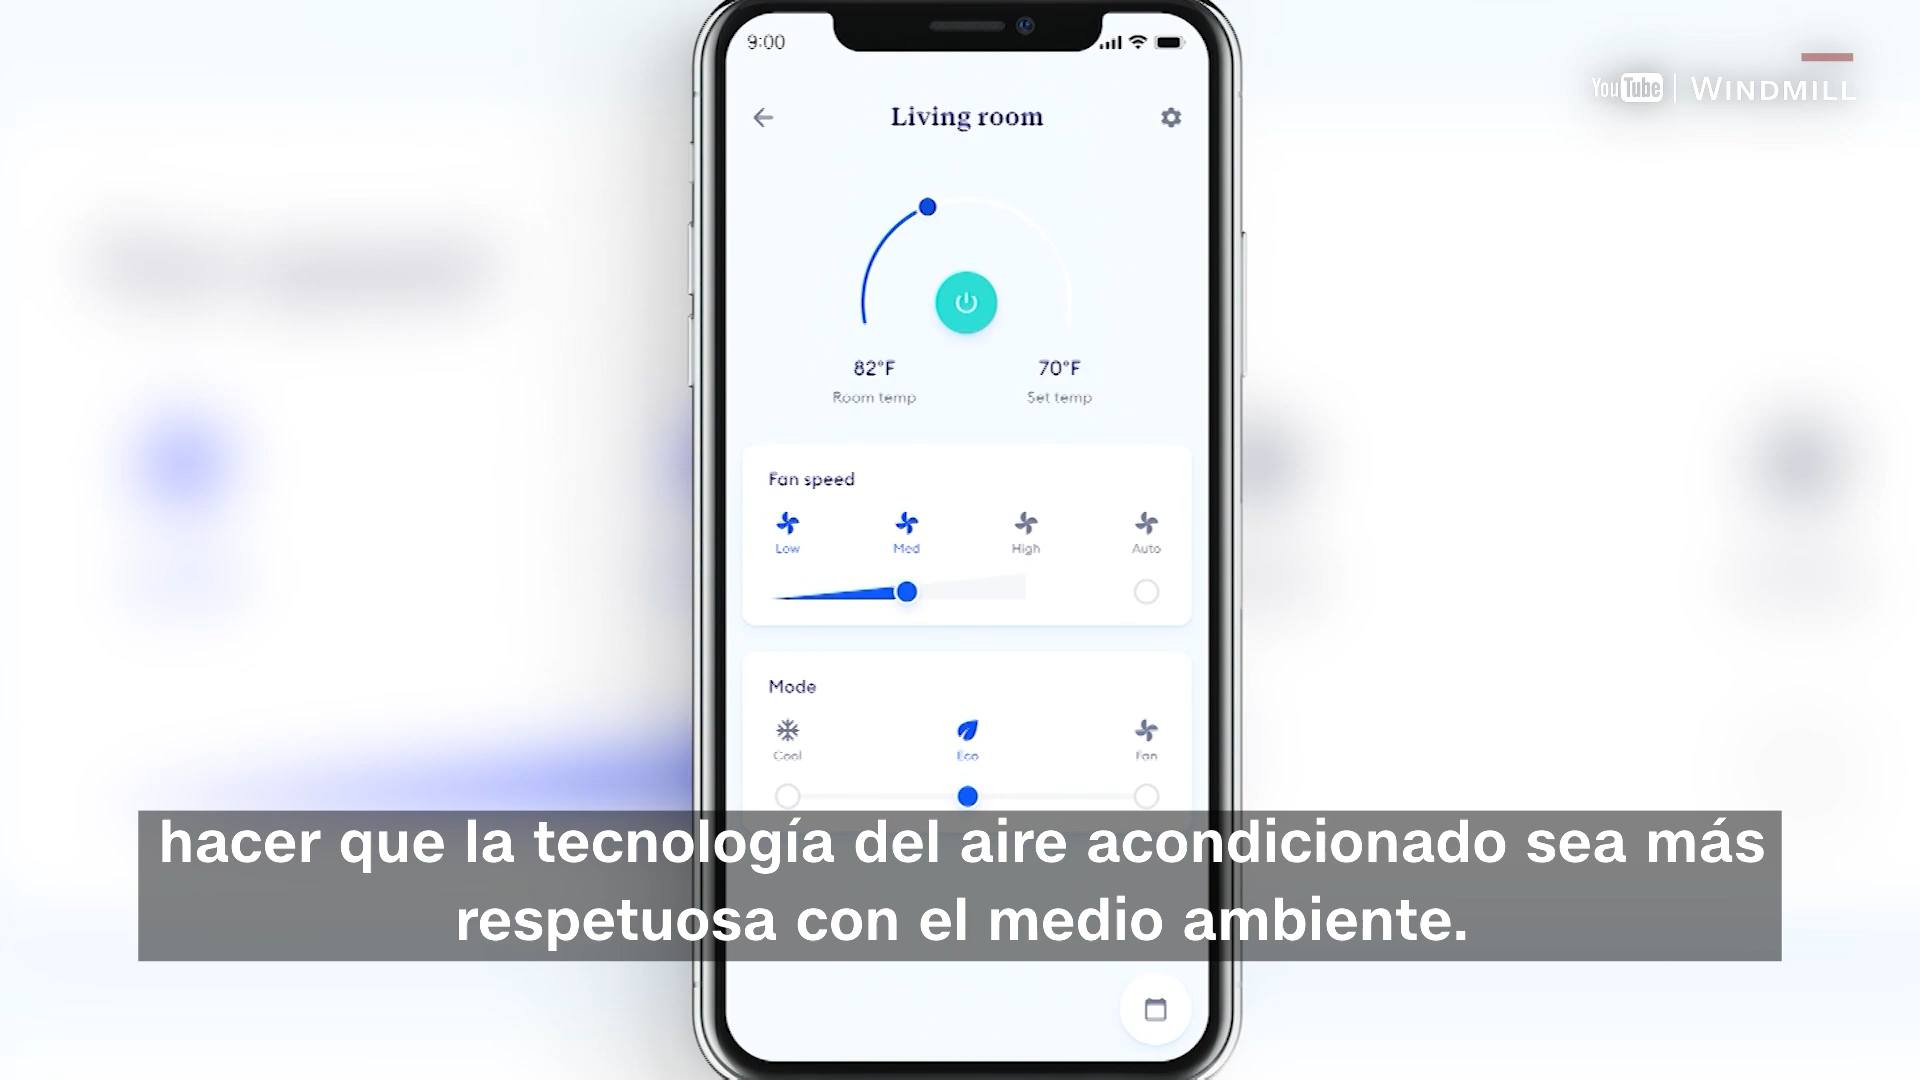 9:00
YouTube | WINDMILL
Living room
82°F
70°F
Room temp
Set temp
Fan speed
Low
Med
High
Auto
Mode
Cool
Eco
Fan
hacer que la tecnología del aire acondicionado sea más
respetuosa con el medio ambiente.